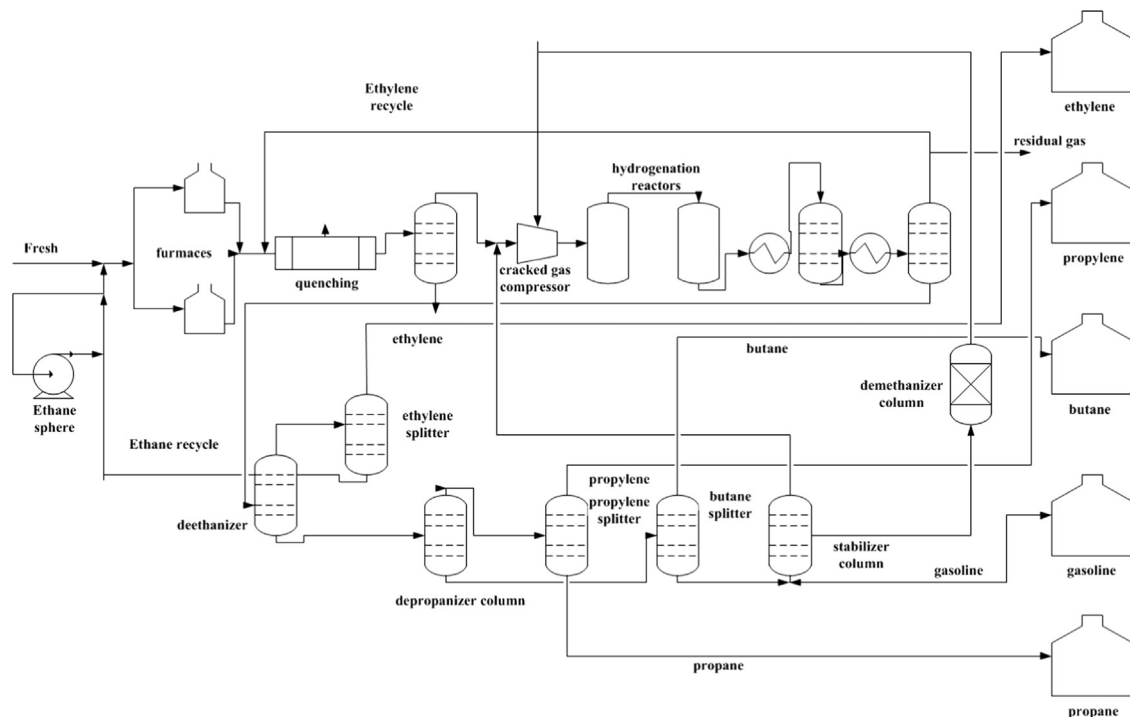 ethylene
Ethylene
recycle
residual gas
hydrogenation
reactors
propylene
Fresh
furmaces
quenching
cracked gas
compressor
ethylene
butane
demethanizer
column
butane
Ethane
sphere
ethylene
splitter
Ethane recycle
propylene
propylene
splitter
butane
splitter
deethanizer
stabilizer
column
gasoline
gasoline
depropanizer column
propane
propane